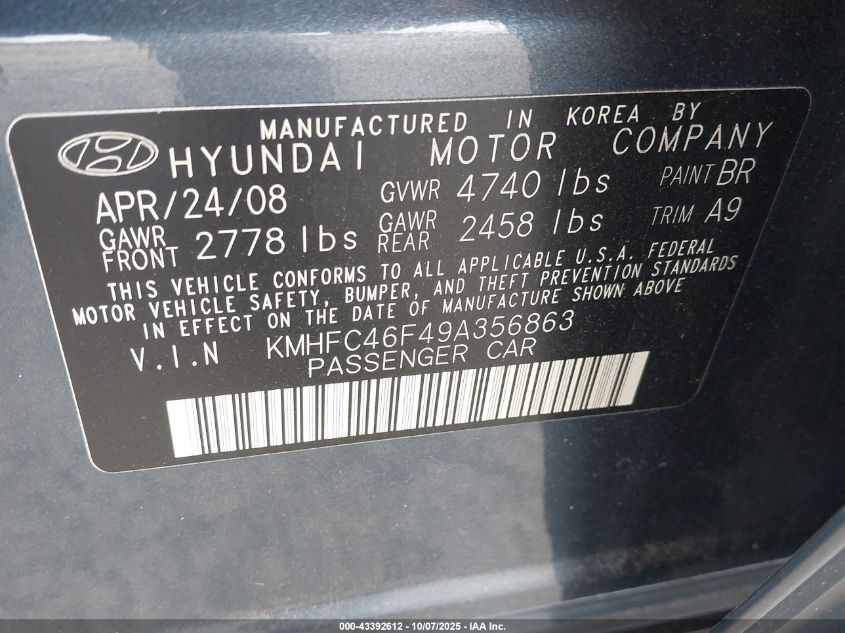 MANUFACTURED IN KOREA BY
HYUNDAI MOTOR COMPANY
APR/24/08 GVWR 4740 lbs PAINT BR
GAWR FRONT 2778 lbs GAWR REAR 2458 lbs TRIM A9
THIS VEHICLE CONFORMS TO ALL APPLICABLE U.S.A. FEDERAL
MOTOR VEHICLE SAFETY, BUMPER, AND THEFT PREVENTION STANDARDS
IN EFFECT ON THE DATE OF MANUFACTURE SHOWN ABOVE
V.I.N KMHFC46F49A356863
PASSENGER CAR
000-43392612 - 10/07/2025 - IAA Inc.